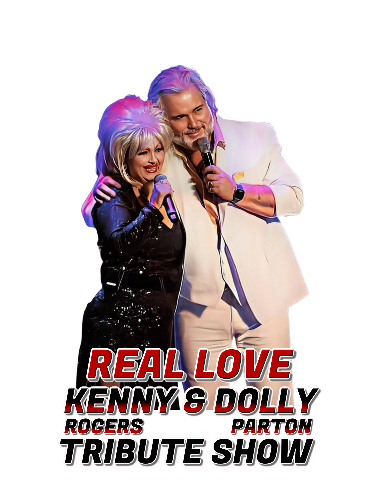 REAL LOVE
KENNY & DOLLY
ROGERS PARTON
TRIBUTE SHOW